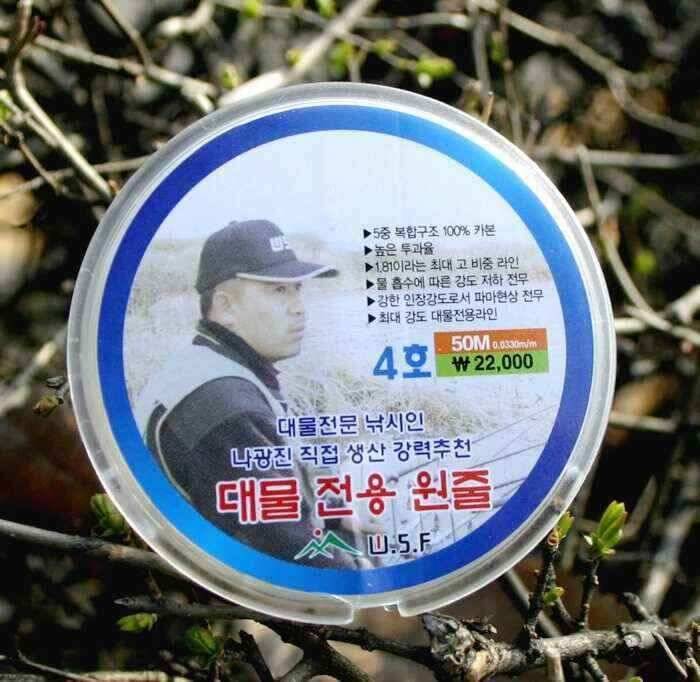 U.S.F
▶5중 복합구조 100% 카본
▶높은 투과율
▶1.81이라는 최대 고 비중 라인
▶물 흡수에 따른 강도 저하 전무
▶강한 인장강도로서 파마현상 전무
▶최대 강도 대물전용라인
4호
50M 0.0330m/m
₩ 22,000
대물전문 낚시인
나광진 직접 생산 강력추천
대물 전용 원줄
U.S.F